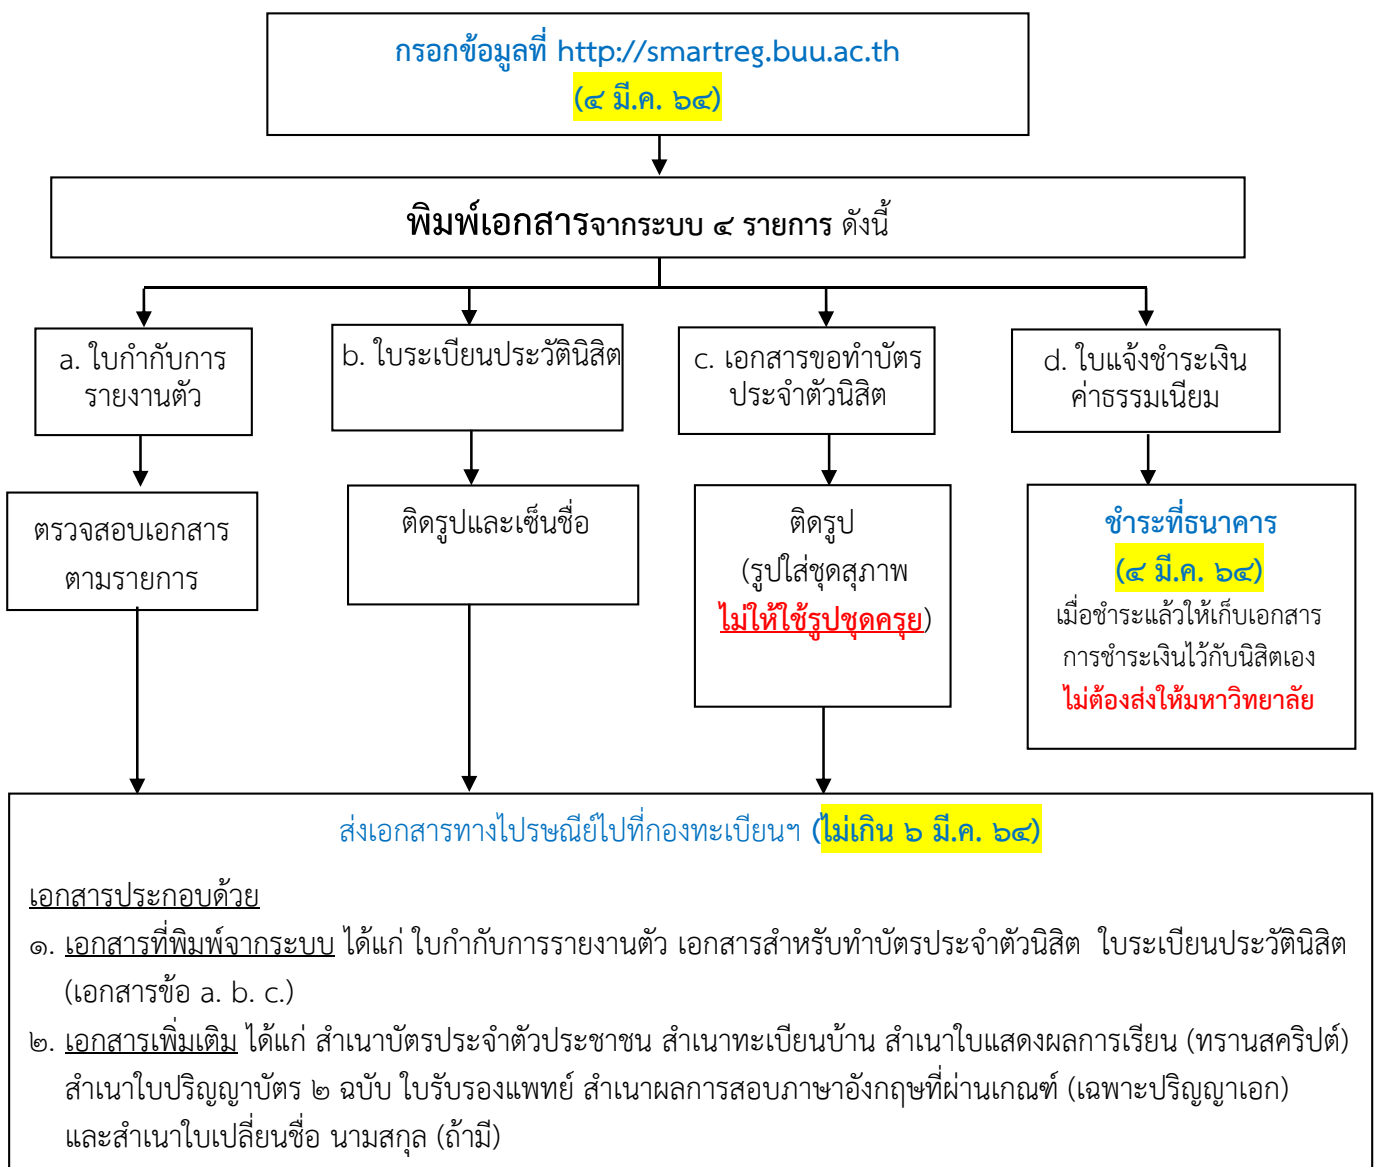 กรอกข้อมูลที่ http://smartreg.buu.ac.th
(๔ มี.ค. ๖๔)
พิมพ์เอกสารจากระบบ ๔ รายการ ดังนี้
a. ใบกำกับการ
รายงานตัว
b. ใบระเบียนประวัตินิสิต
c. เอกสารขอทำบัตร
ประจำตัวนิสิต
d. ใบแจ้งชำระเงิน
ค่าธรรมเนียม
ตรวจสอบเอกสาร
ตามรายการ
ติดรูปและเซ็นชื่อ
ติดรูป
(รูปใส่ชุดสุภาพ
ไม่ให้ใช้รูปชุดครุย)
ชำระที่ธนาคาร
(๔ มี.ค. ๖๔)
เมื่อชำระแล้วให้เก็บเอกสาร
การชำระเงินไว้กับนิสิตเอง
ไม่ต้องส่งให้มหาวิทยาลัย
ส่งเอกสารทางไปรษณีย์ไปที่กองทะเบียนฯ (ไม่เกิน ๖ มี.ค. ๖๔)
เอกสารประกอบด้วย
๑. เอกสารที่พิมพ์จากระบบ ได้แก่ ใบกำกับการรายงานตัว เอกสารสำหรับทำบัตรประจำตัวนิสิต ใบระเบียนประวัตินิสิต
(เอกสารข้อ a. b. c.)
๒. เอกสารเพิ่มเติม ได้แก่ สำเนาบัตรประจำตัวประชาชน สำเนาทะเบียนบ้าน สำเนาใบแสดงผลการเรียน (ทรานสคริปต์)
สำเนาใบปริญญาบัตร ๒ ฉบับ ใบรับรองแพทย์ สำเนาผลการสอบภาษาอังกฤษที่ผ่านเกณฑ์ (เฉพาะปริญญาเอก)
และสำเนาใบเปลี่ยนชื่อ นามสกุล (ถ้ามี)